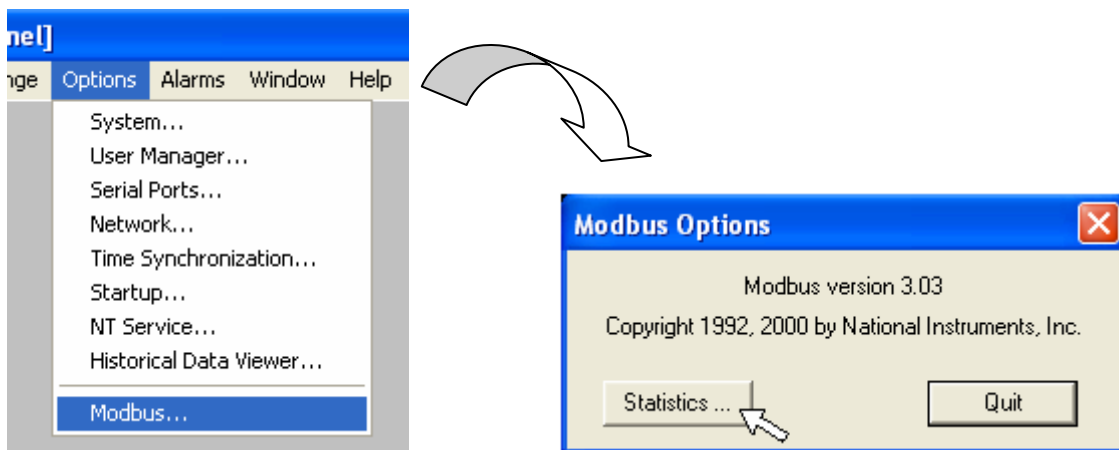 nel]
nge Options Alarms Window Help
System...
User Manager...
Serial Ports...
Network...
Time Synchronization...
Startup...
NT Service...
Historical Data Viewer...
Modbus...
Modbus Options
Modbus version 3.03
Copyright 1992, 2000 by National Instruments, Inc.
Statistics ... Quit